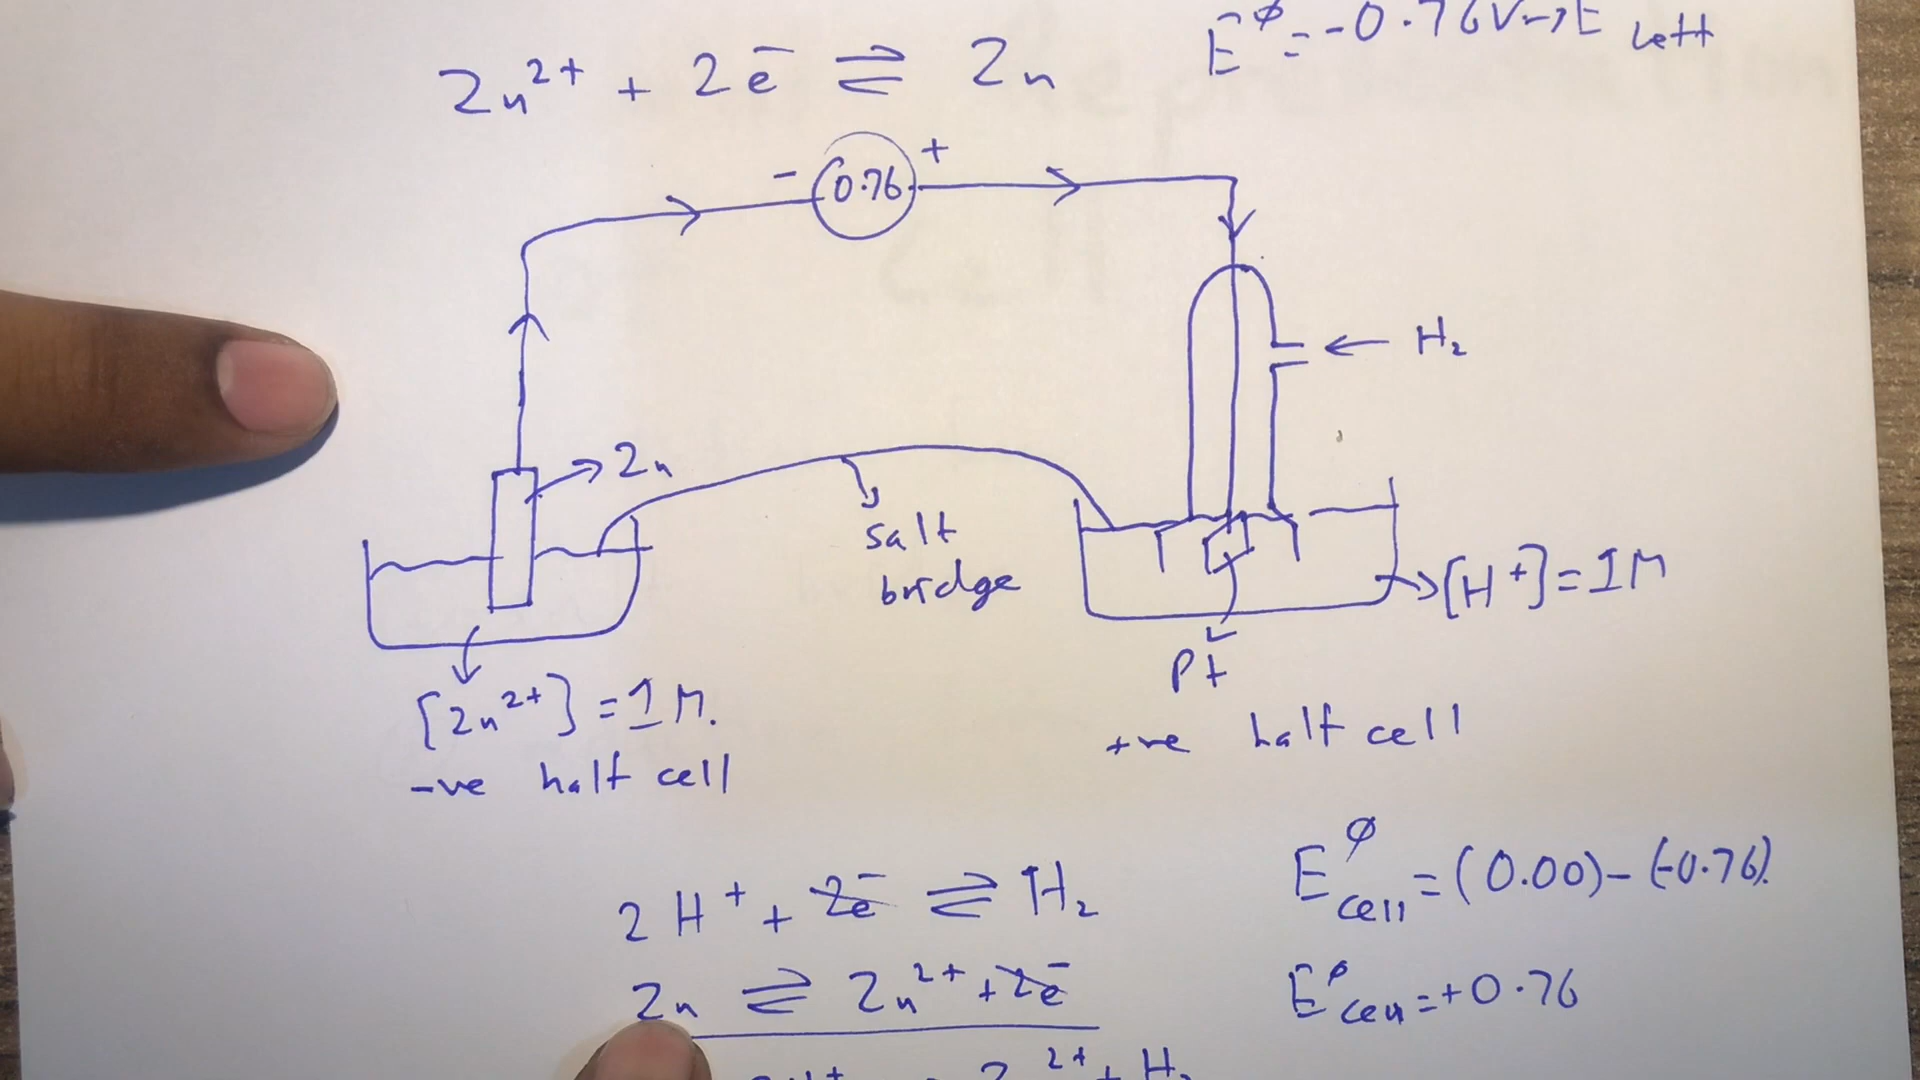 E^ø = -0.76V → E Left
Zn²⁺ + 2e⁻ ⇌ Zn
- 0.76 +
H₂
Zn
salt
bridge
[H⁺] = 1M
Pt
[Zn²⁺] = 1M.
+ve half cell
-ve half cell
2H⁺ + 2e⁻ ⇌ H₂
E^ø cell = (0.00) - (-0.76).
Zn ⇌ Zn²⁺ + 2e⁻
E^ø cell = +0.76